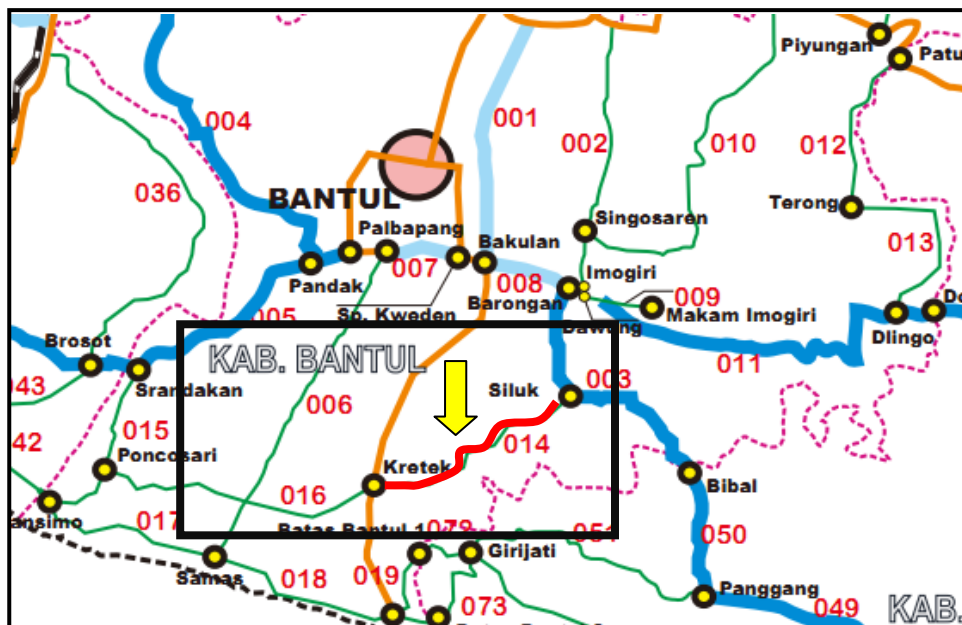 Piyungan
Patu
004
001
002
010
012
036
BANTUL
Terong
Singosaren
Palbapang
Bakulan
013
007
Imogiri
Pandak
008
Barongan
009
Do
005
Sp. Kweden
Dawung
Makam Imogiri
Dlingo
Brosot
KAB. BANTUL
011
043
Srandakan
Siluk
003
006
42
015
014
Poncosari
Kretek
Bibal
016
ansimo
017
Batas Bantul 1
051
050
Girijati
Samas
018
019
073
Panggang
049
KAB.